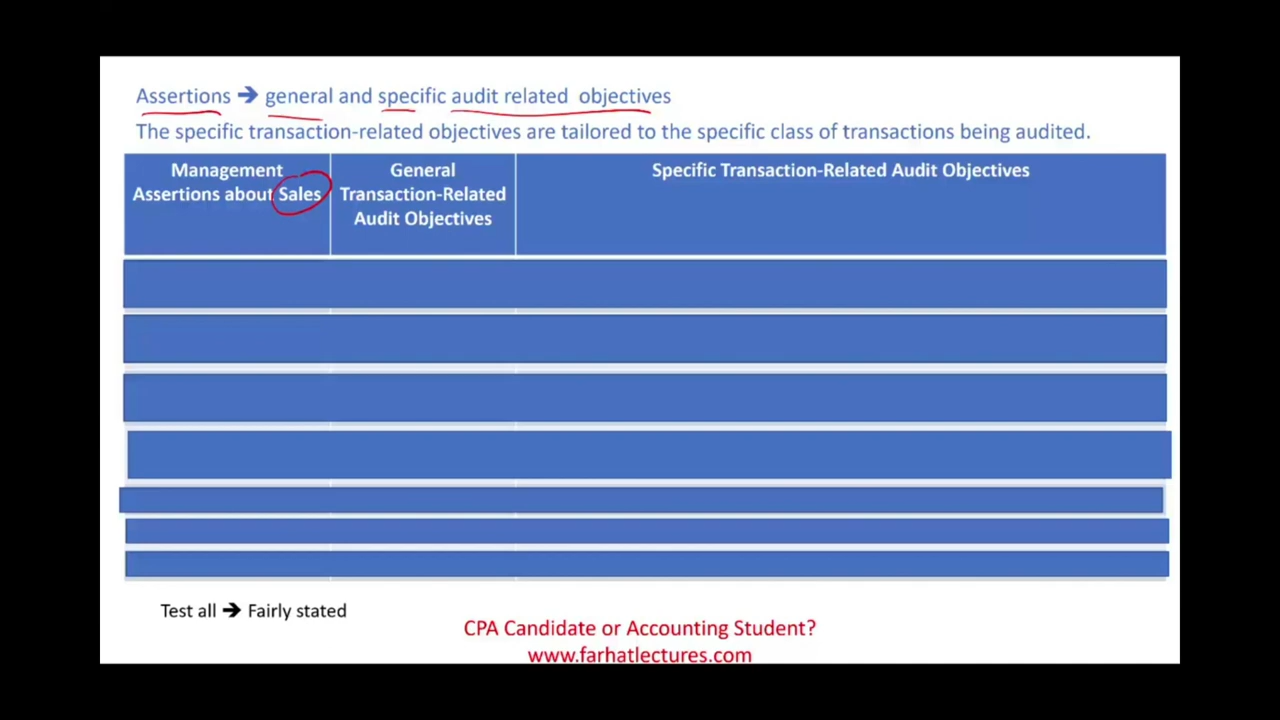 Assertions ➔ general and specific audit related objectives
The specific transaction-related objectives are tailored to the specific class of transactions being audited.
Management
Assertions about Sales
General
Transaction-Related
Audit Objectives
Specific Transaction-Related Audit Objectives
Test all ➔ Fairly stated
CPA Candidate or Accounting Student?
www.farhatlectures.com